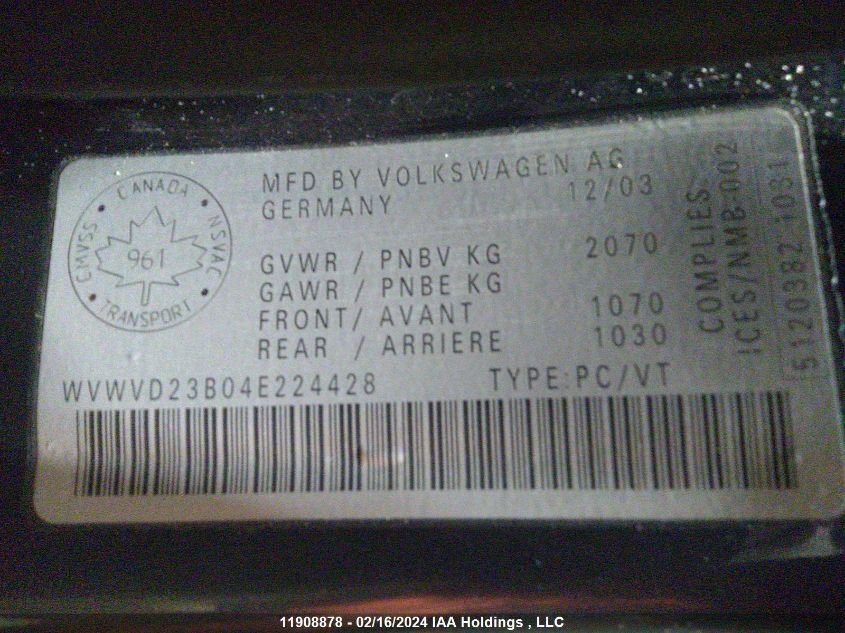 CANADA
CMVSS • NSVAC
961
TRANSPORT
MFD BY VOLKSWAGEN AG
GERMANY 12/03
GVWR / PNBV KG 2070
GAWR / PNBE KG
FRONT/ AVANT 1070
REAR / ARRIERE 1030
COMPLIES/
ICES/NMB-002
5120382 1031
WVWVD23B04E224428 TYPE:PC/VT
11908878 - 02/16/2024 IAA Holdings , LLC